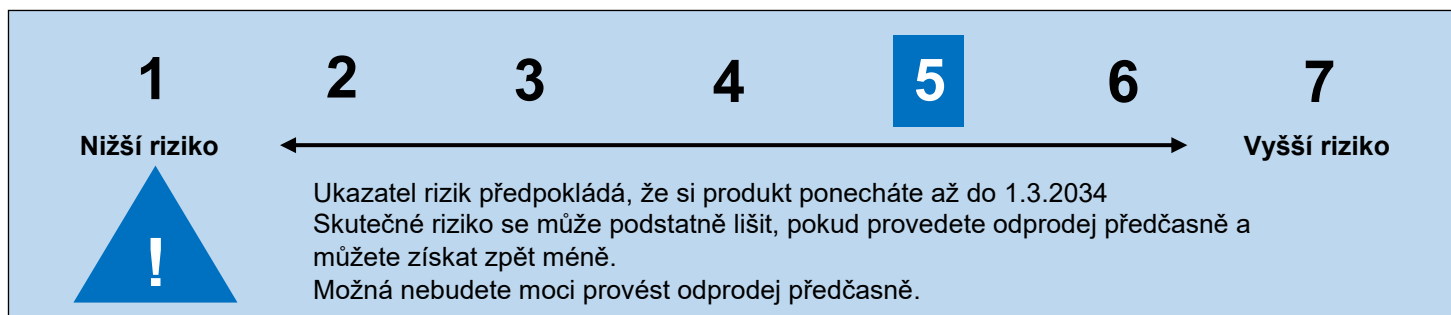 1 2 3 4 5 6 7
Nižší riziko Vyšší riziko
Ukazatel rizik předpokládá, že si produkt ponecháte až do 1.3.2034
Skutečné riziko se může podstatně lišit, pokud provedete odprodej předčasně a
můžete získat zpět méně.
!
Možná nebudete moci provést odprodej předčasně.